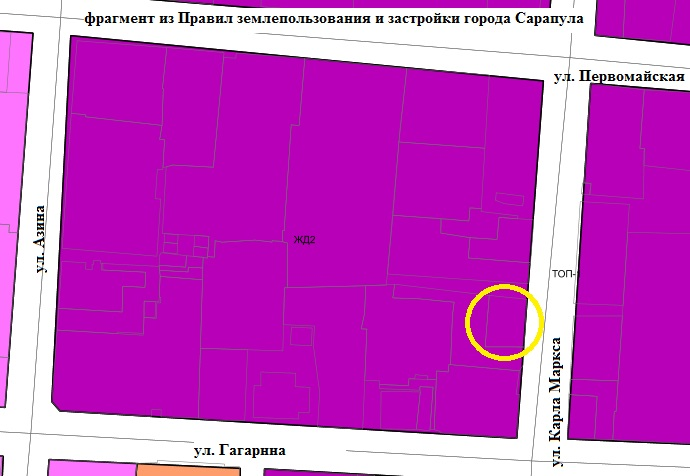 фрагмент из Правил землепользования и застройки города Сарапула
ул. Первомайская
ул. Азина
ЖД2
ТОП-
ул. Карла Маркса
ул. Гагарина